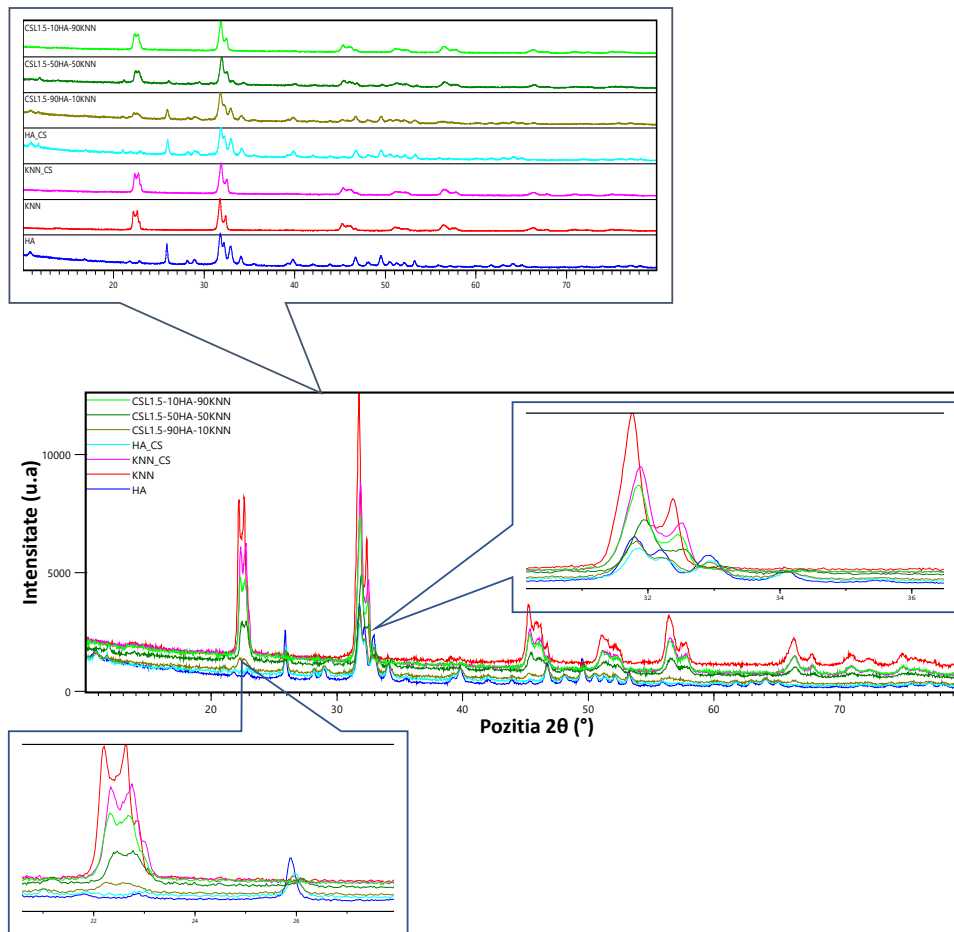 CSL1.5-10HA-90KNN
CSL1.5-50HA-50KNN
CSL1.5-90HA-10KNN
HA_CS
KNN_CS
KNN
HA
20 30 40 50 60 70
CSL1.5-10HA-90KNN
CSL1.5-50HA-50KNN
CSL1.5-90HA-10KNN
HA_CS
KNN_CS
KNN
HA
Intensitate (u.a)
10000
5000
0
20 30 40 50 60 70
Pozitia 2θ (°)
32 34 36
22 24 26